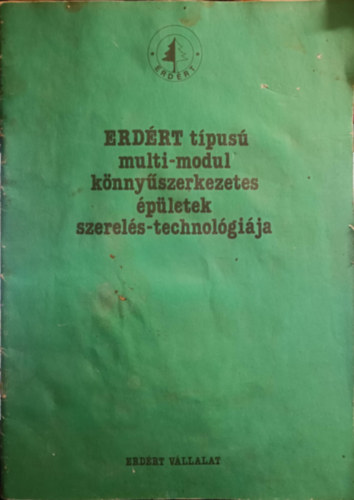 ERDÉRT
ERDÉRT típusú
multi-modul
könnyűszerkezetes
épületek
szerelés-technológiája
ERDÉRT VÁLLALAT